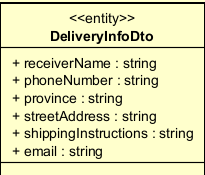 <<entity>>
DeliveryInfoDto
+ receiverName : string
+ phoneNumber : string
+ province : string
+ streetAddress : string
+ shippingInstructions : string
+ email : string